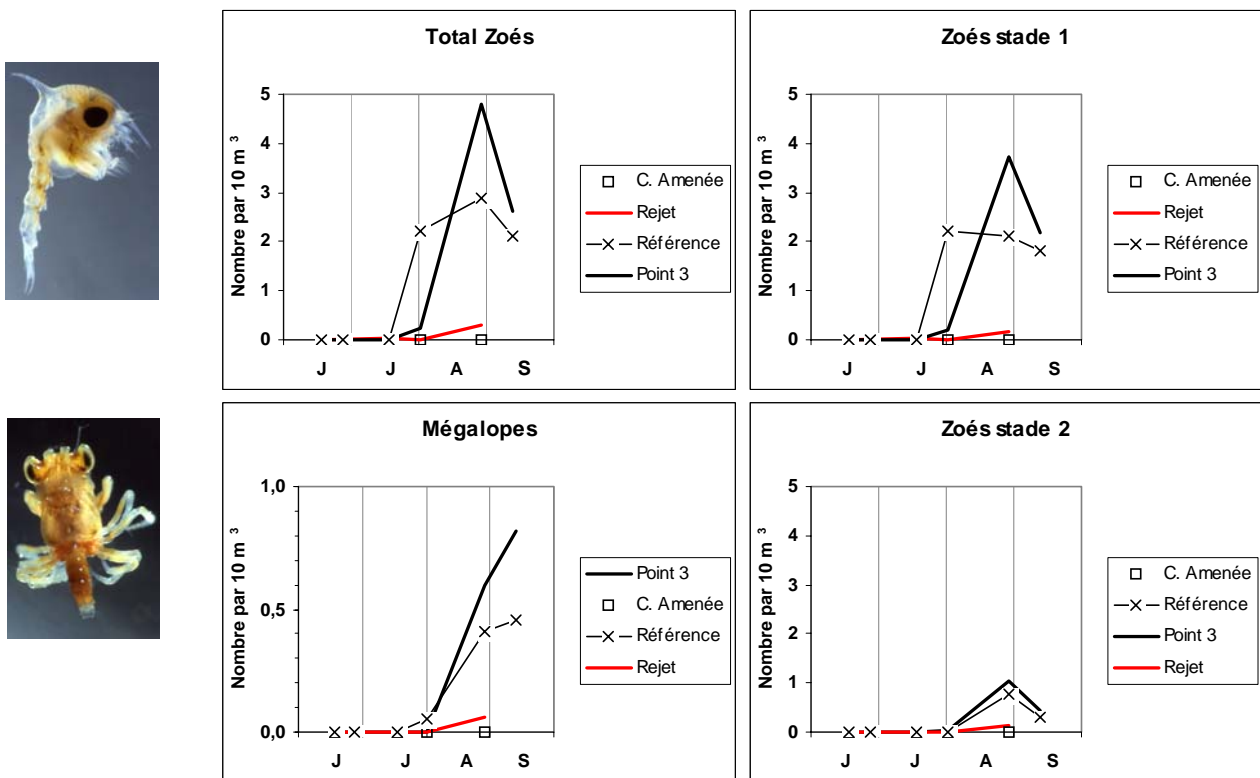 Total Zoés
Nombre par 10 m ³
5
4
3
2
1
0
J J A S
C. Amenée
Rejet
Référence
Point 3
Zoés stade 1
Nombre par 10 m ³
5
4
3
2
1
0
J J A S
C. Amenée
Rejet
Référence
Point 3
Mégalopes
Nombre par 10 m ³
1,0
0,5
0,0
J J A S
Point 3
C. Amenée
Référence
Rejet
Zoés stade 2
Nombre par 10 m ³
5
4
3
2
1
0
J J A S
C. Amenée
Référence
Point 3
Rejet